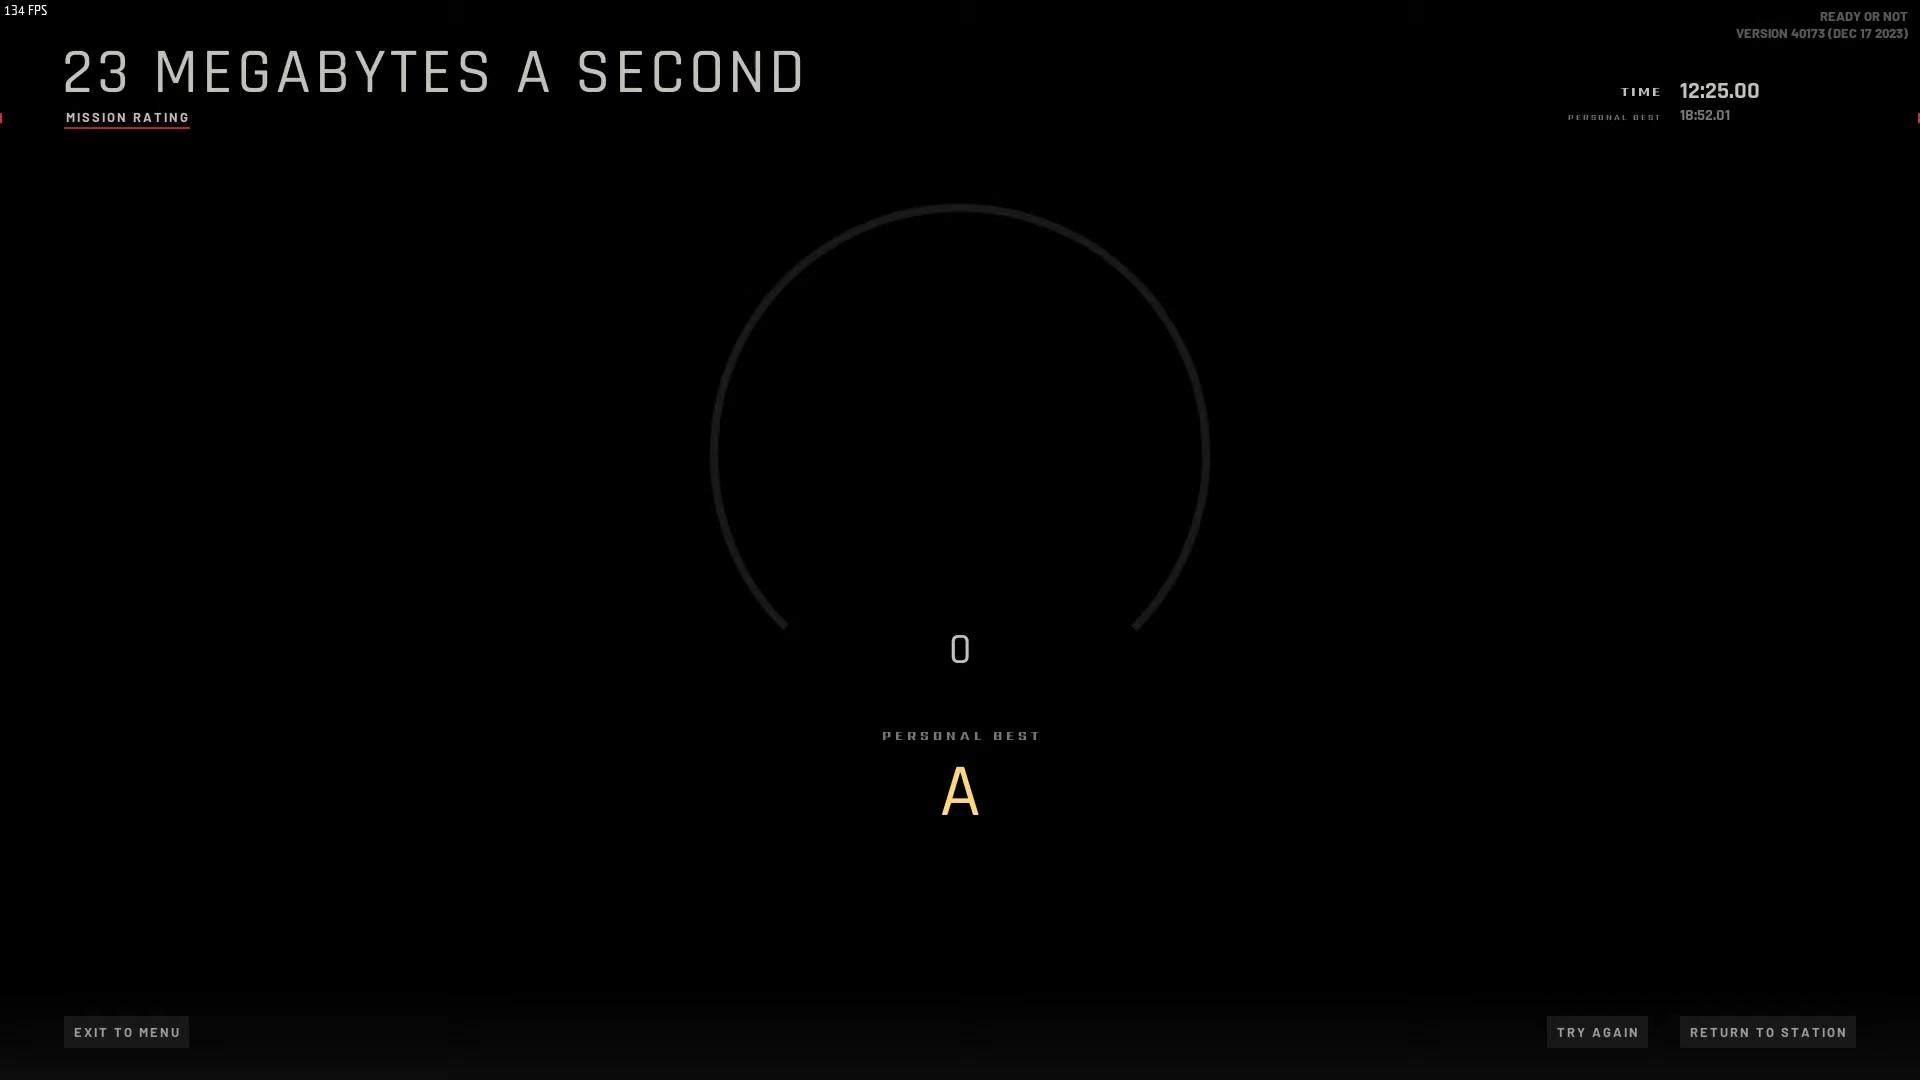 134 FPS
READY OR NOT
VERSION 40173 (DEC 17 2023)
23 MEGABYTES A SECOND
MISSION RATING
TIME 12:25.00
PERSONAL BEST 18:52.01
0
PERSONAL BEST
A
EXIT TO MENU
TRY AGAIN
RETURN TO STATION